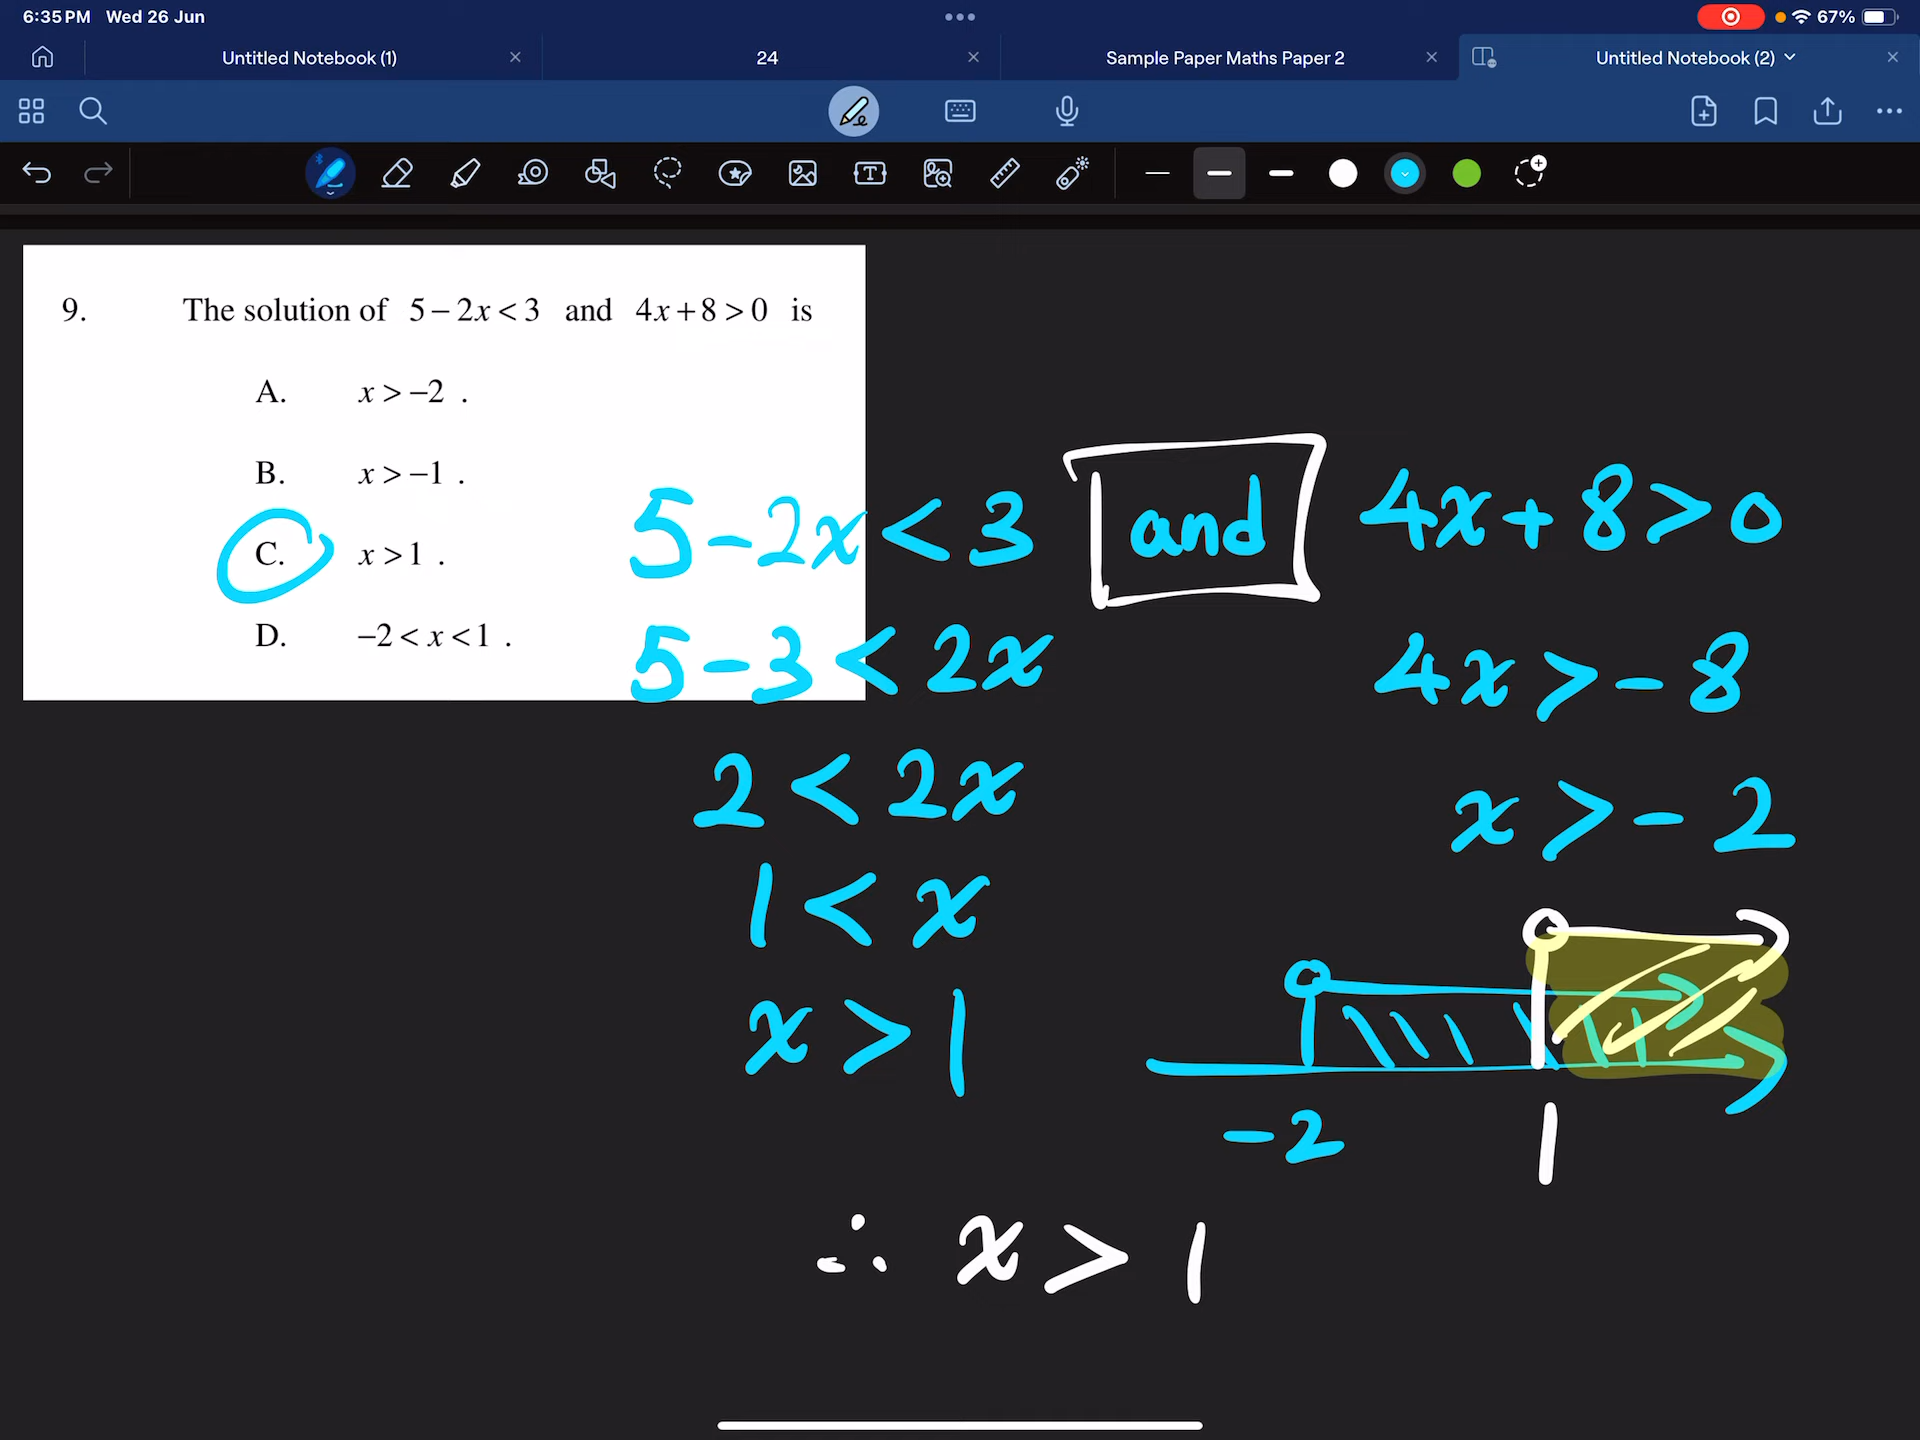 6:35 PM Wed 26 Jun
67%
Untitled Notebook (1)
24
Sample Paper Maths Paper 2
Untitled Notebook (2)
9. The solution of 5 – 2x < 3 and 4x + 8 > 0 is
A. x > –2 .
B. x > –1 .
C. x > 1 .
D. –2 < x < 1 .
5 - 2x < 3 and 4x + 8 > 0
5 - 3 < 2x
4x > - 8
2 < 2x
x > - 2
1 < x
x > 1
-2
1
∴ x > 1